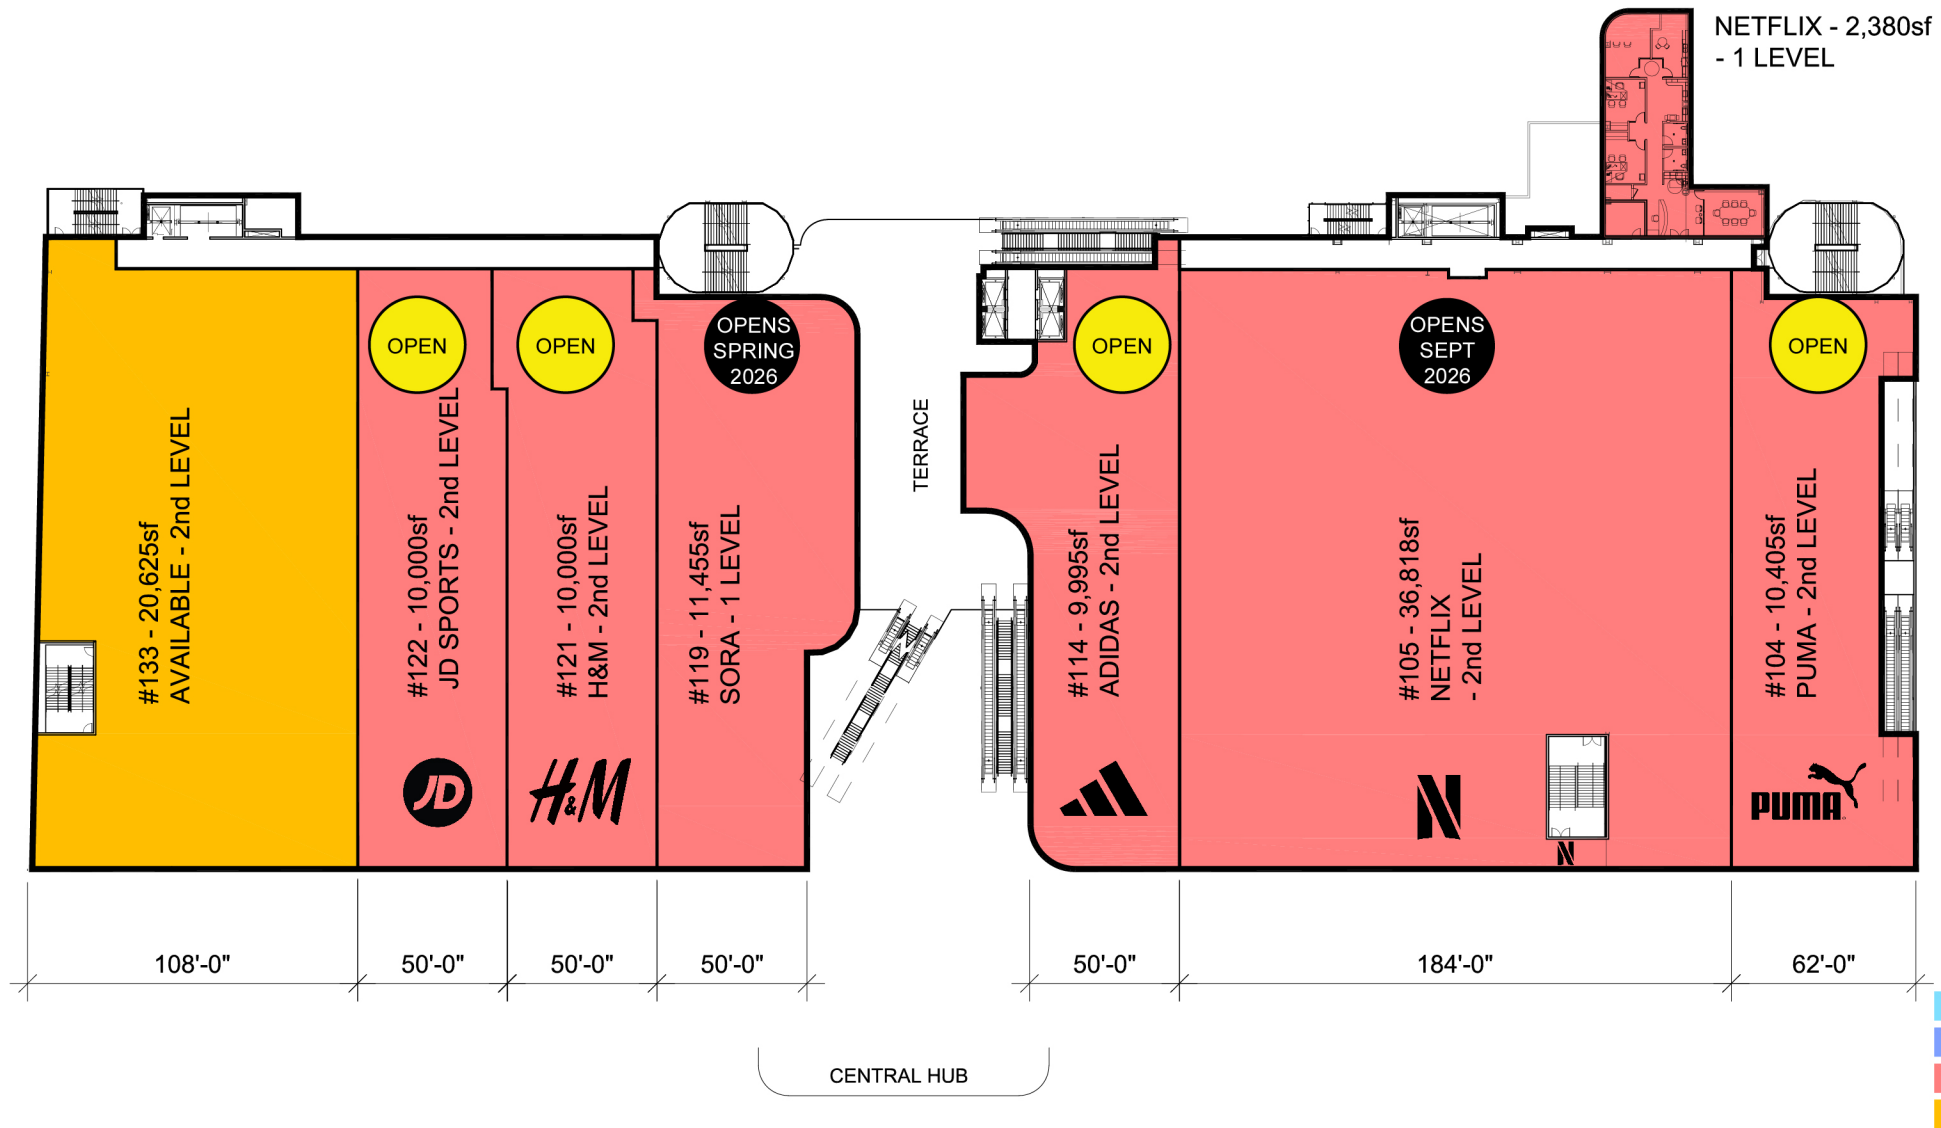 NETFLIX - 2,380sf
- 1 LEVEL
OPEN
OPEN
OPENS
SPRING
2026
OPEN
OPENS
SEPT
2026
OPEN
#133 - 20,625sf
AVAILABLE - 2nd LEVEL
#122 - 10,000sf
JD SPORTS - 2nd LEVEL
#121 - 10,000sf
H&M - 2nd LEVEL
#119 - 11,455sf
SORA - 1 LEVEL
TERRACE
#114 - 9,995sf
ADIDAS - 2nd LEVEL
#105 - 36,818sf
NETFLIX
- 2nd LEVEL
#104 - 10,405sf
PUMA - 2nd LEVEL
JD
H&M
N
N
PUMA
108'-0"
50'-0"
50'-0"
50'-0"
50'-0"
184'-0"
62'-0"
CENTRAL HUB